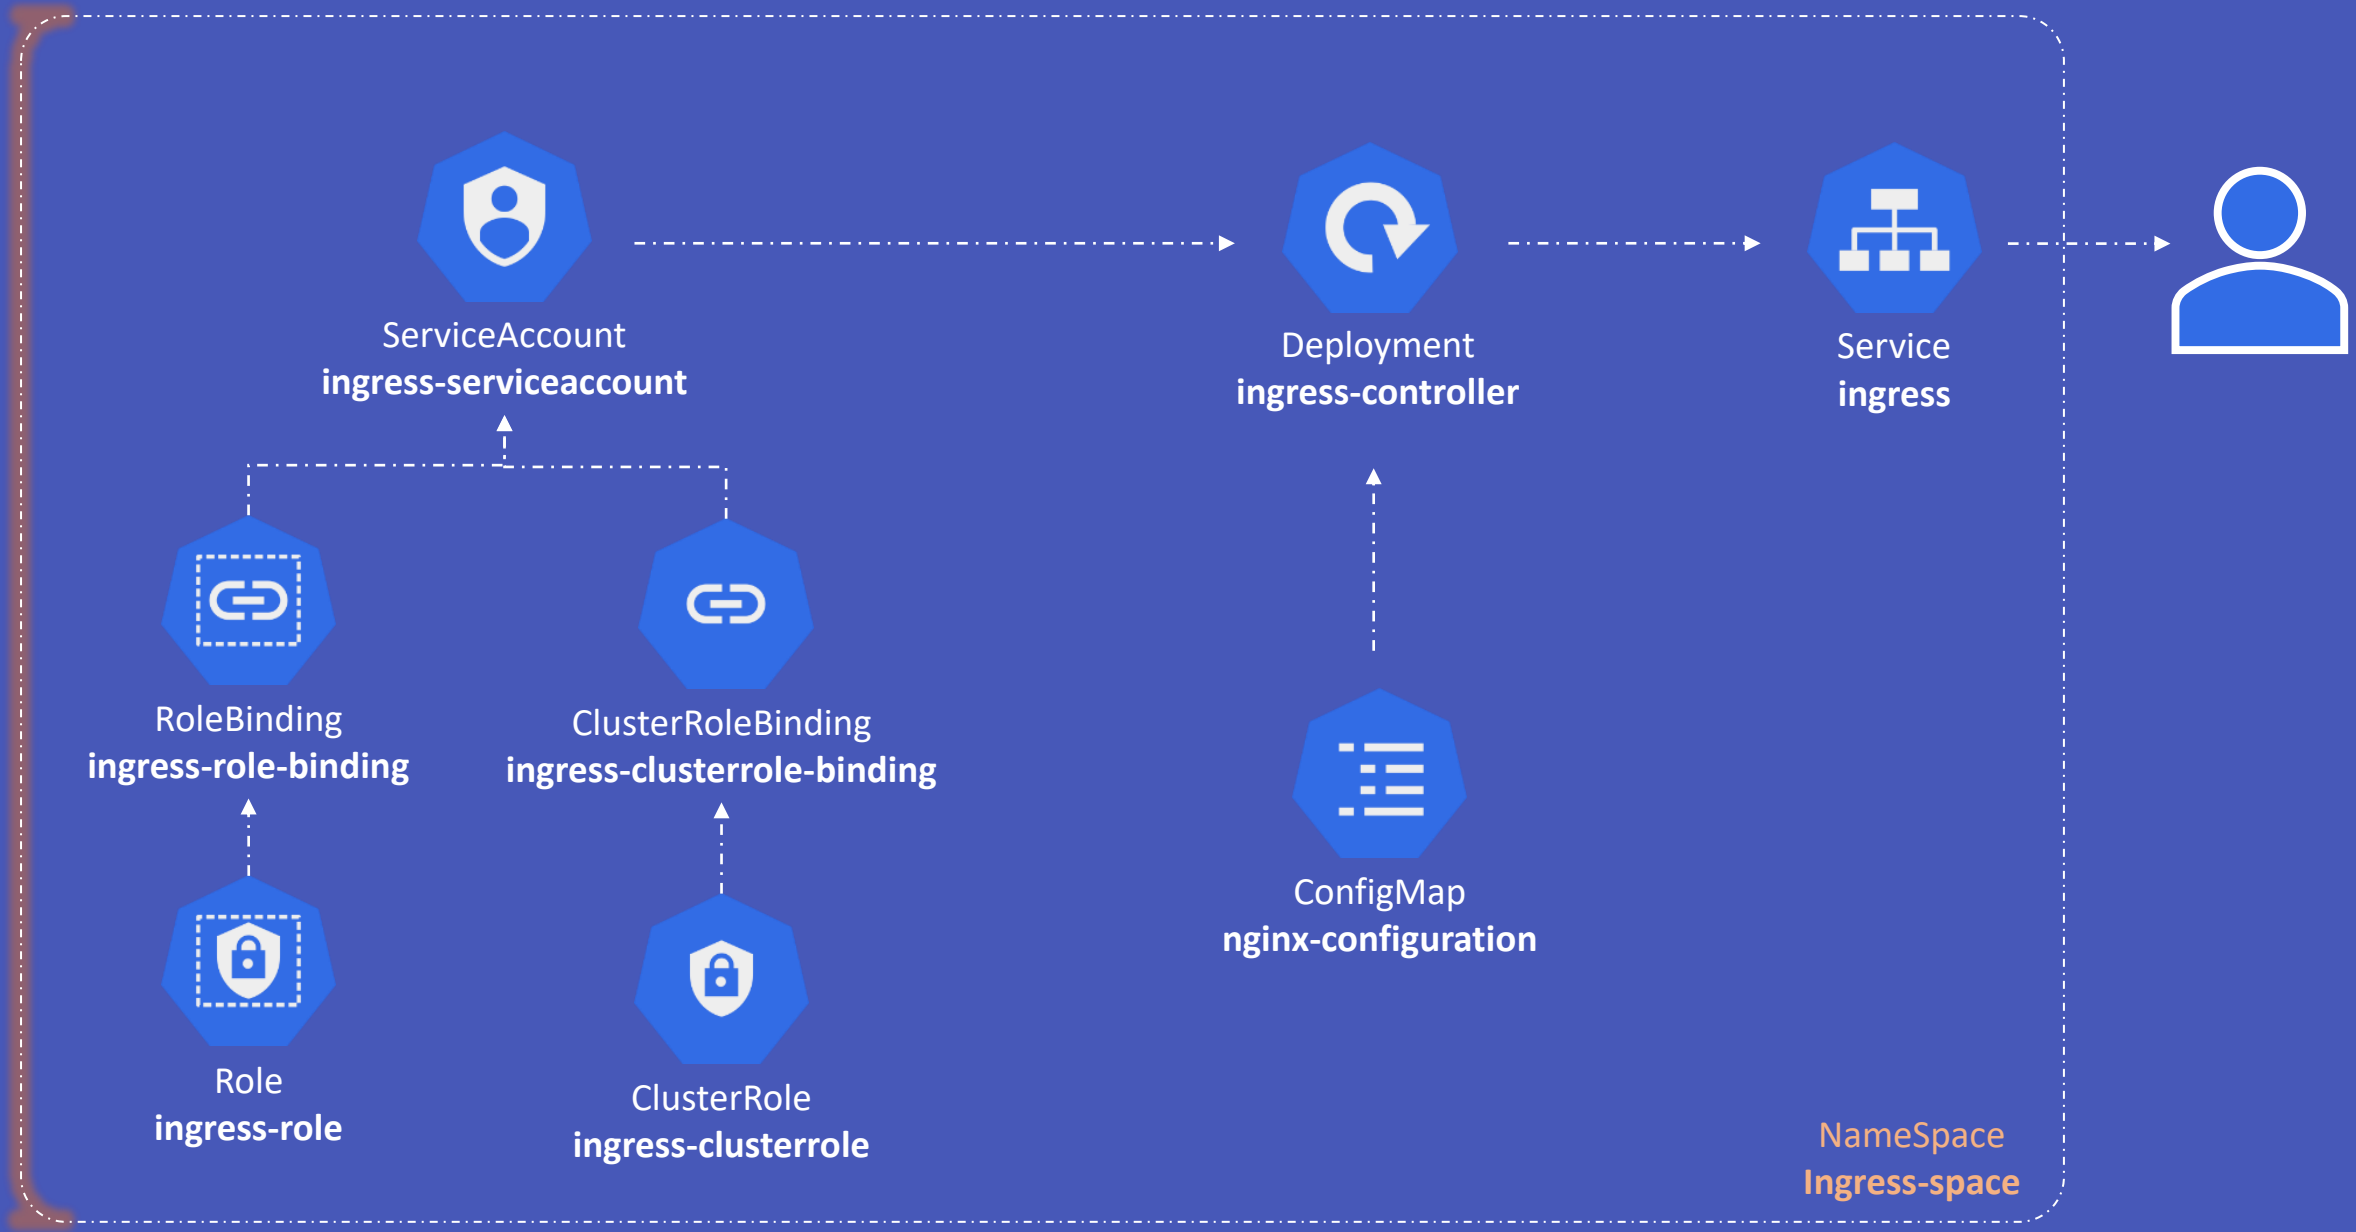 ServiceAccount
ingress-serviceaccount
Deployment
ingress-controller
Service
ingress
RoleBinding
ingress-role-binding
ClusterRoleBinding
ingress-clusterrole-binding
ConfigMap
nginx-configuration
Role
ingress-role
ClusterRole
ingress-clusterrole
NameSpace
Ingress-space